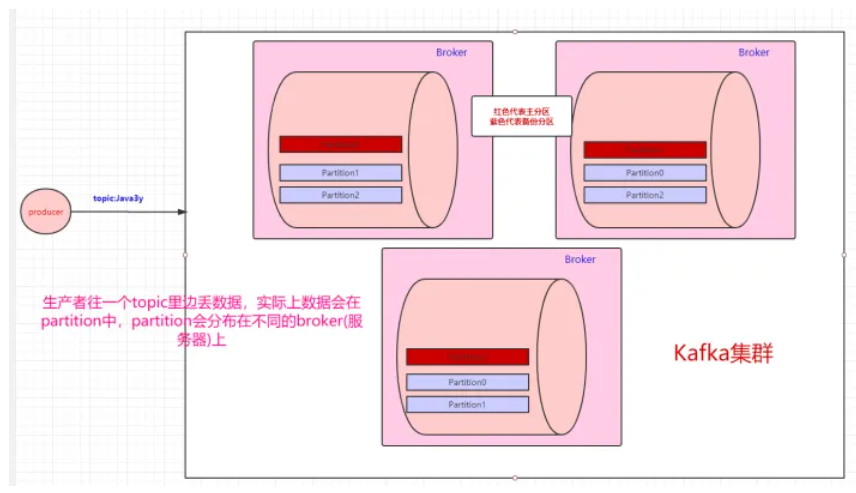 Broker
Broker
红色代表主分区
紫色代表备份分区
Partition1
Partition2
Partition0
Partition2
topic:Java3y
producer
Broker
生产者往一个topic里边丢数据，实际上数据会在
partition中，partition会分布在不同的broker(服
务器)上
Kafka集群
Partition0
Partition1